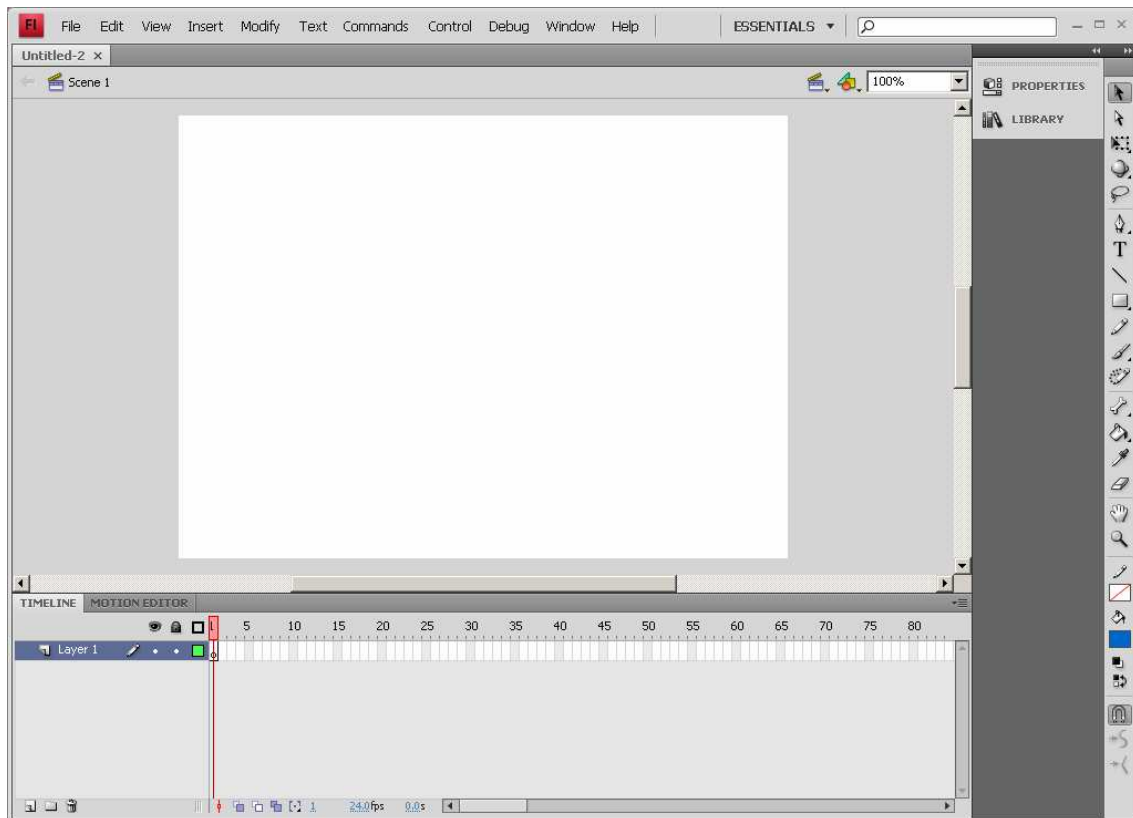 Fl File Edit View Insert Modify Text Commands Control Debug Window Help ESSENTIALS
Untitled-2 ×
Scene 1 100%
PROPERTIES
LIBRARY
T
TIMELINE MOTION EDITOR
1 5 10 15 20 25 30 35 40 45 50 55 60 65 70 75 80
Layer 1
1 24.0fps 0.0s